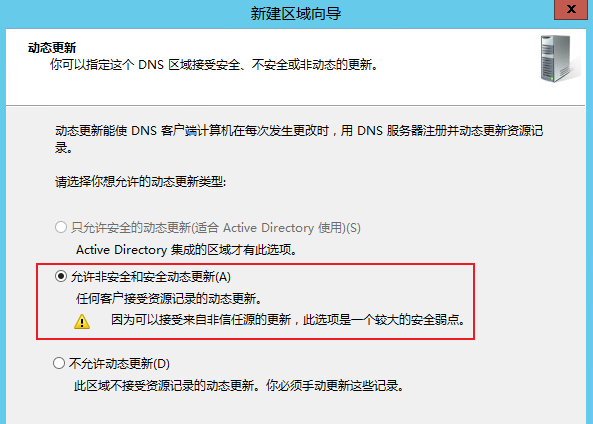 新建区域向导
x
动态更新
你可以指定这个 DNS 区域接受安全、不安全或非动态的更新。
动态更新能使 DNS 客户端计算机在每次发生更改时，用 DNS 服务器注册并动态更新资源记
录。
请选择你想允许的动态更新类型:
只允许安全的动态更新(适合 Active Directory 使用)(S)
Active Directory 集成的区域才有此选项。
允许非安全和安全动态更新(A)
任何客户接受资源记录的动态更新。
因为可以接受来自非信任源的更新，此选项是一个较大的安全弱点。
不允许动态更新(D)
此区域不接受资源记录的动态更新。你必须手动更新这些记录。